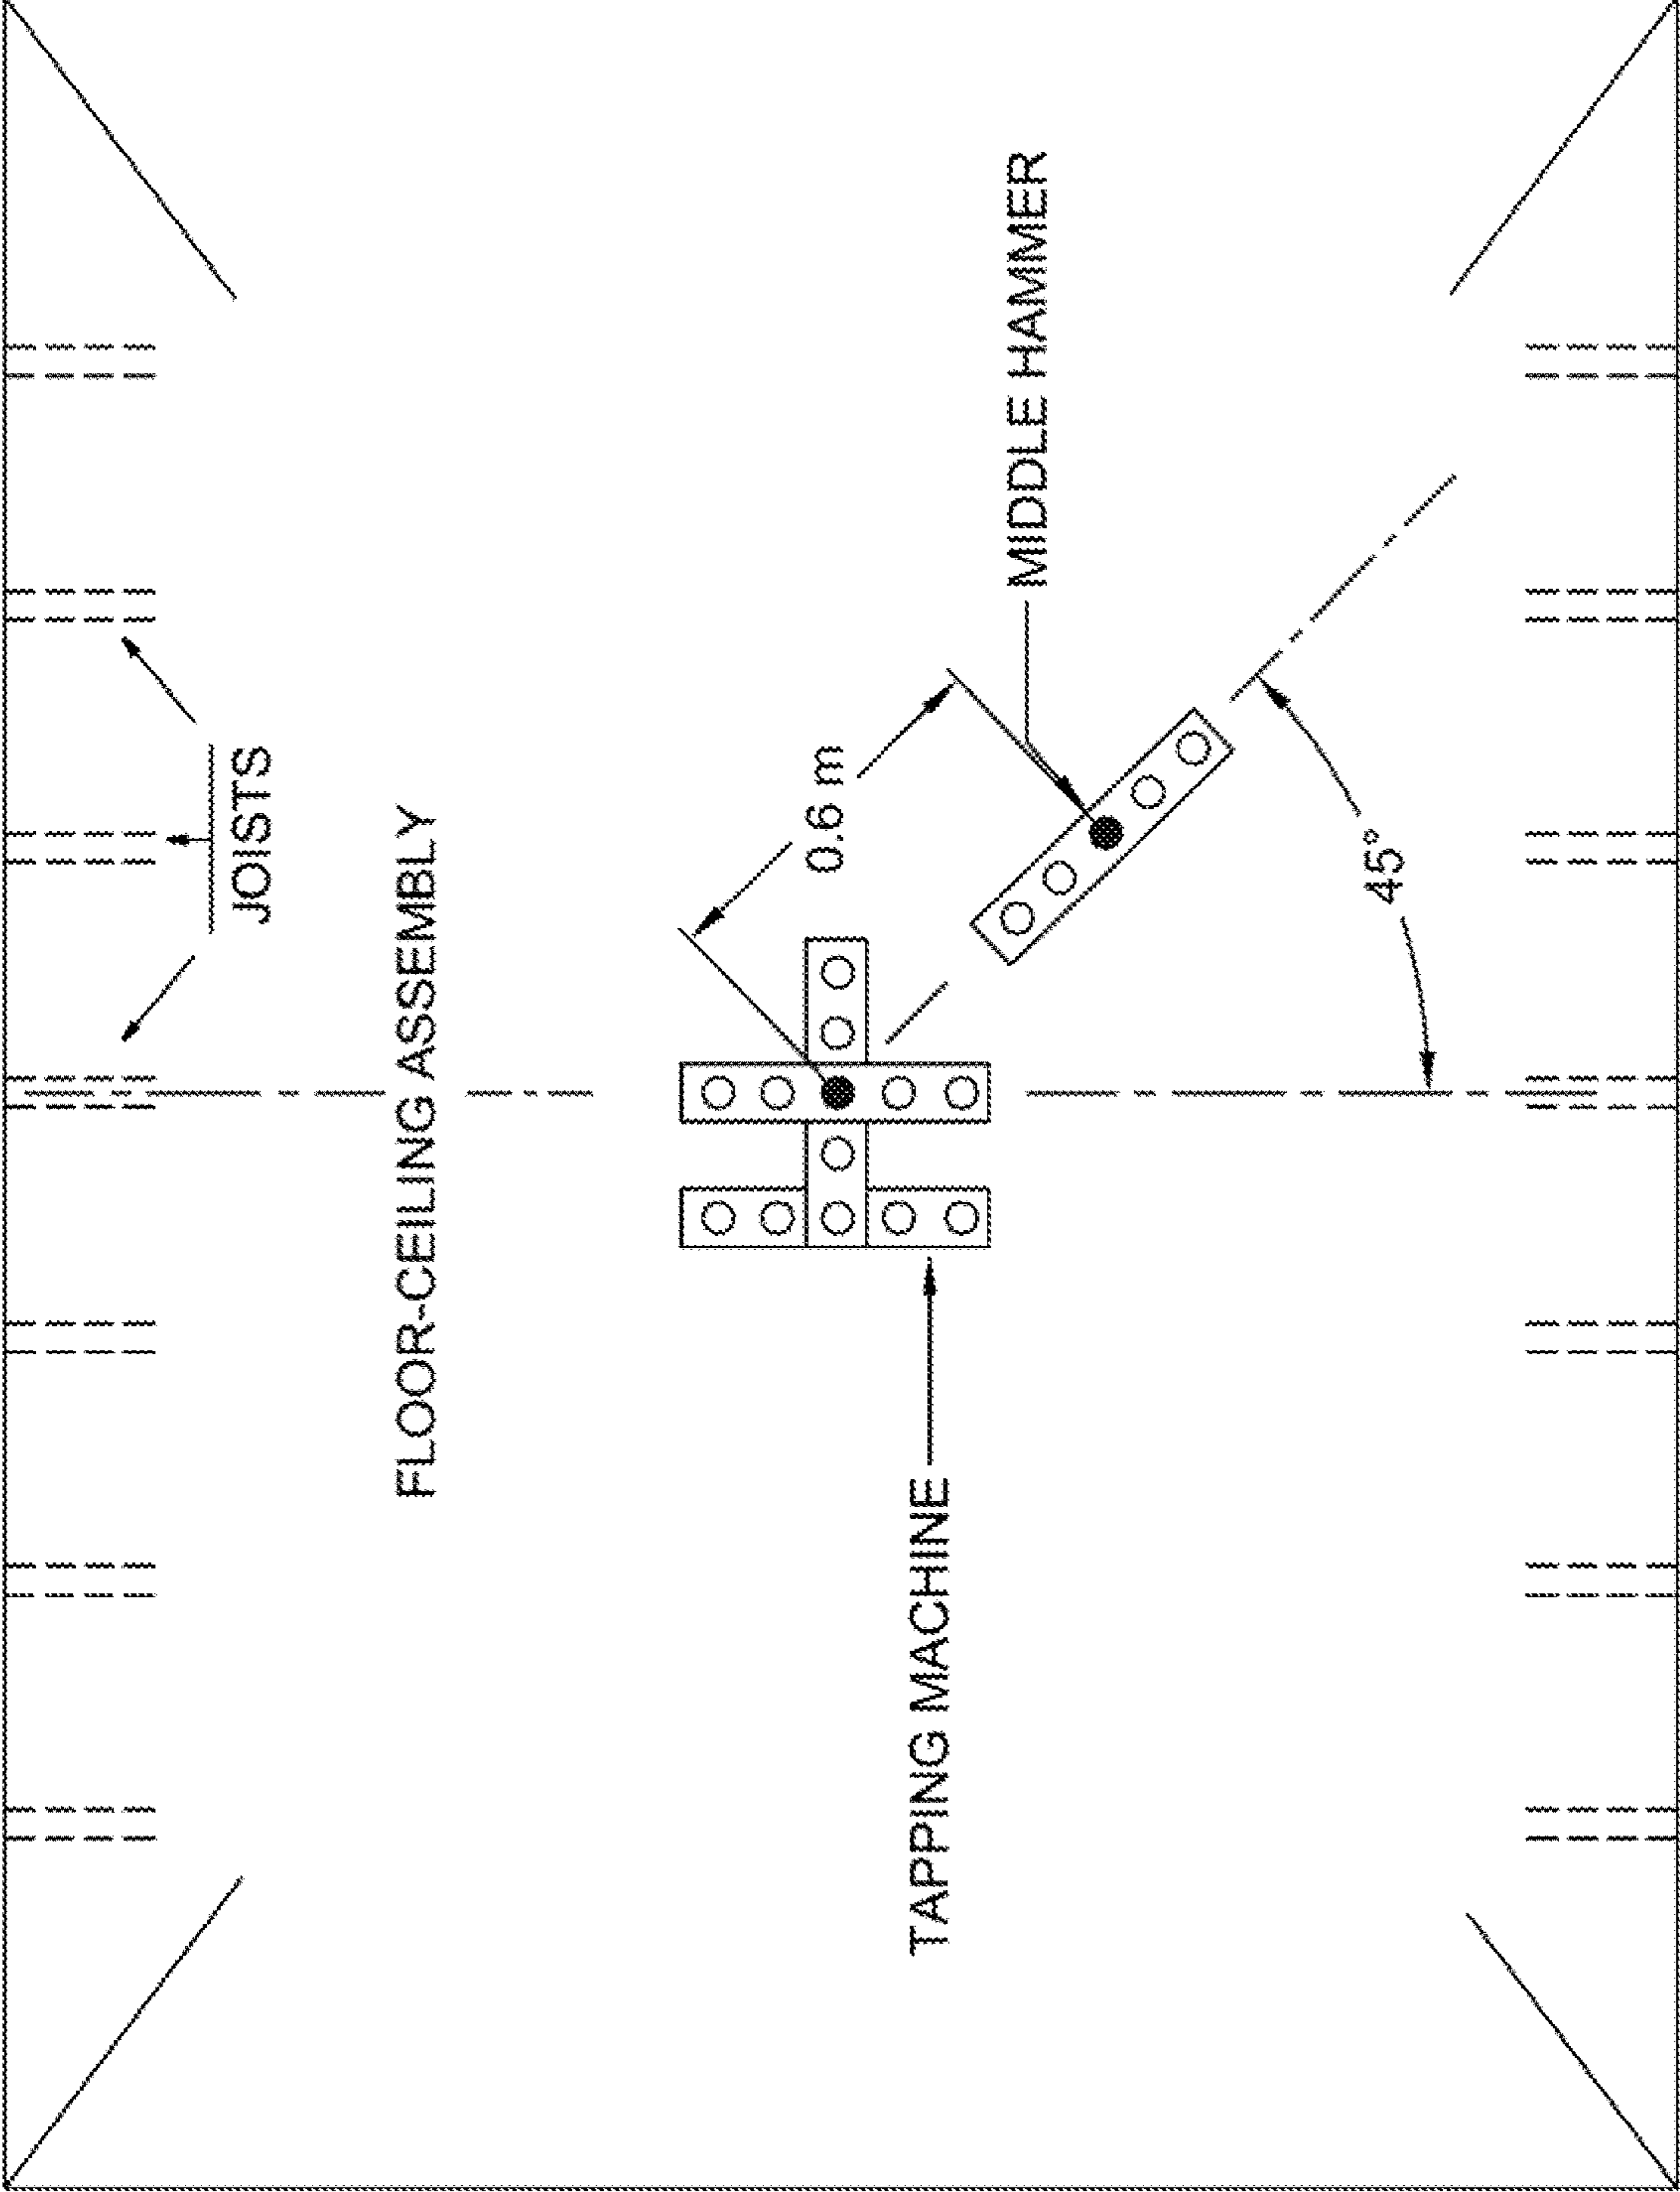 JOISTS
FLOOR-CEILING ASSEMBLY
0.6 m
TAPPING MACHINE
MIDDLE HAMMER
45°